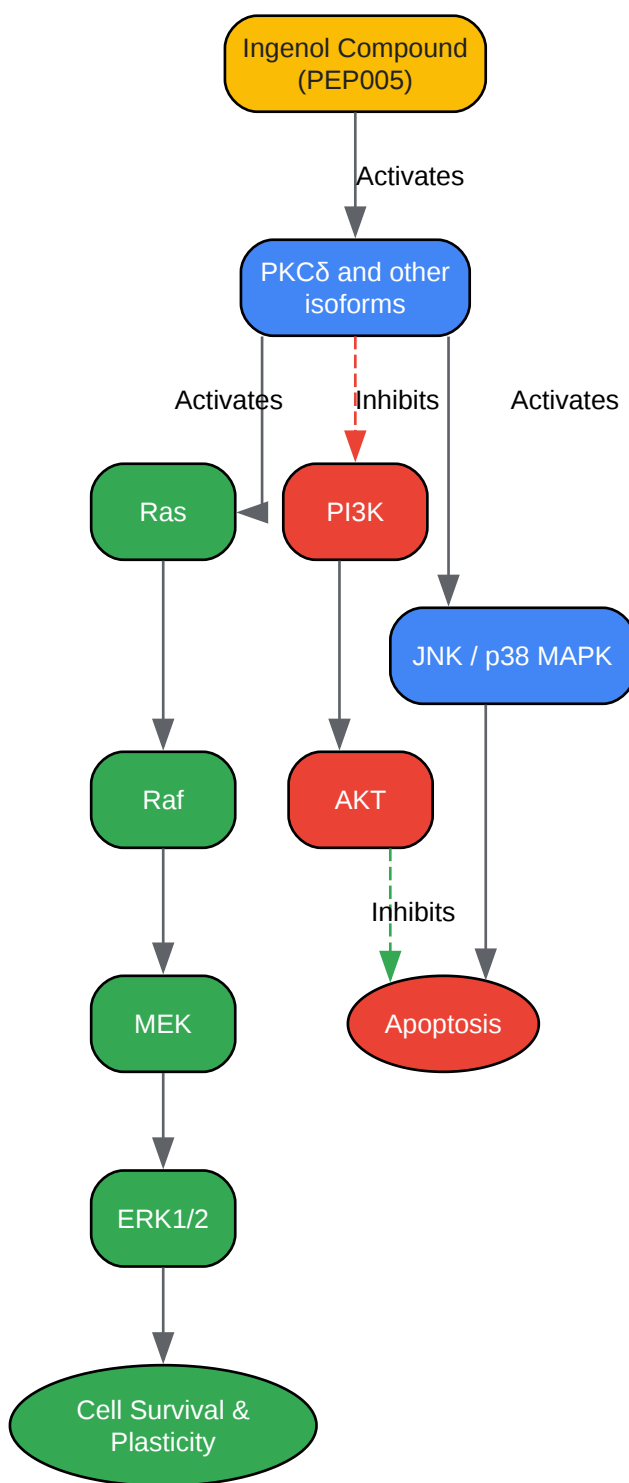 Ingenol Compound
(PEP005)
Activates
PKCδ and other
isoforms
Activates
Inhibits
Activates
Ras
PI3K
JNK / p38 MAPK
Raf
AKT
Inhibits
MEK
Apoptosis
ERK1/2
Cell Survival &
Plasticity